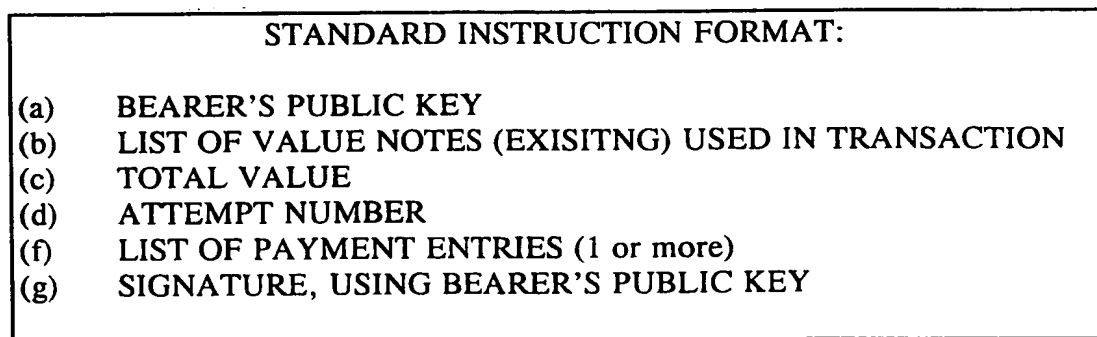 STANDARD INSTRUCTION FORMAT:
(a) BEARER'S PUBLIC KEY
(b) LIST OF VALUE NOTES (EXISITNG) USED IN TRANSACTION
(c) TOTAL VALUE
(d) ATTEMPT NUMBER
(f) LIST OF PAYMENT ENTRIES (1 or more)
(g) SIGNATURE, USING BEARER'S PUBLIC KEY